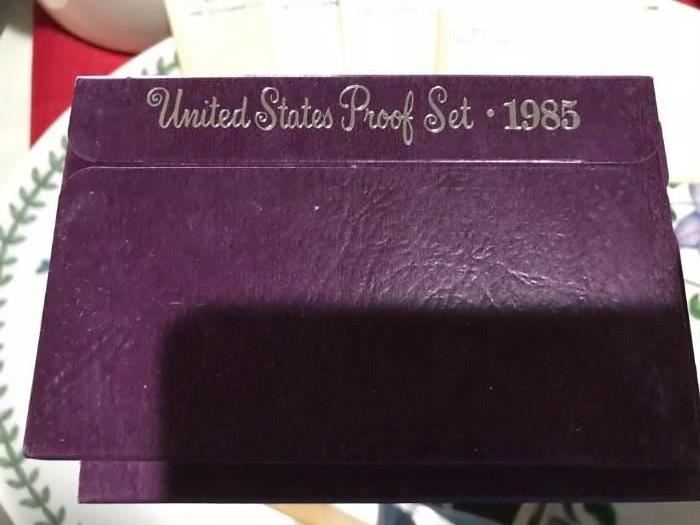 United States Proof Set · 1985